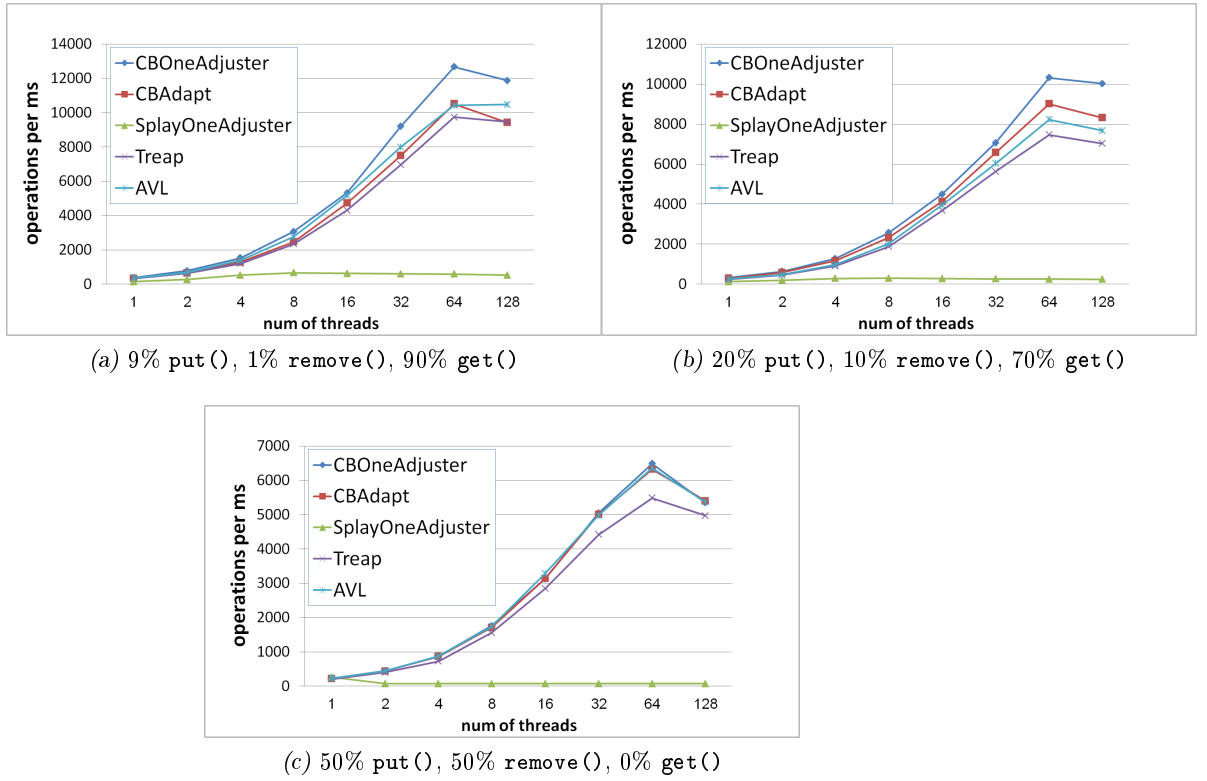 14000
12000
10000
8000
6000
4000
2000
0
operations per ms
CBOneAdjuster
CBAdapt
SplayOneAdjuster
Treap
AVL
1 2 4 8 16 32 64 128
num of threads
(a) 9% put(), 1% remove(), 90% get()
12000
10000
8000
6000
4000
2000
0
operations per ms
CBOneAdjuster
CBAdapt
SplayOneAdjuster
Treap
AVL
1 2 4 8 16 32 64 128
num of threads
(b) 20% put(), 10% remove(), 70% get()
7000
6000
5000
4000
3000
2000
1000
0
operations per ms
CBOneAdjuster
CBAdapt
SplayOneAdjuster
Treap
AVL
1 2 4 8 16 32 64 128
num of threads
(c) 50% put(), 50% remove(), 0% get()